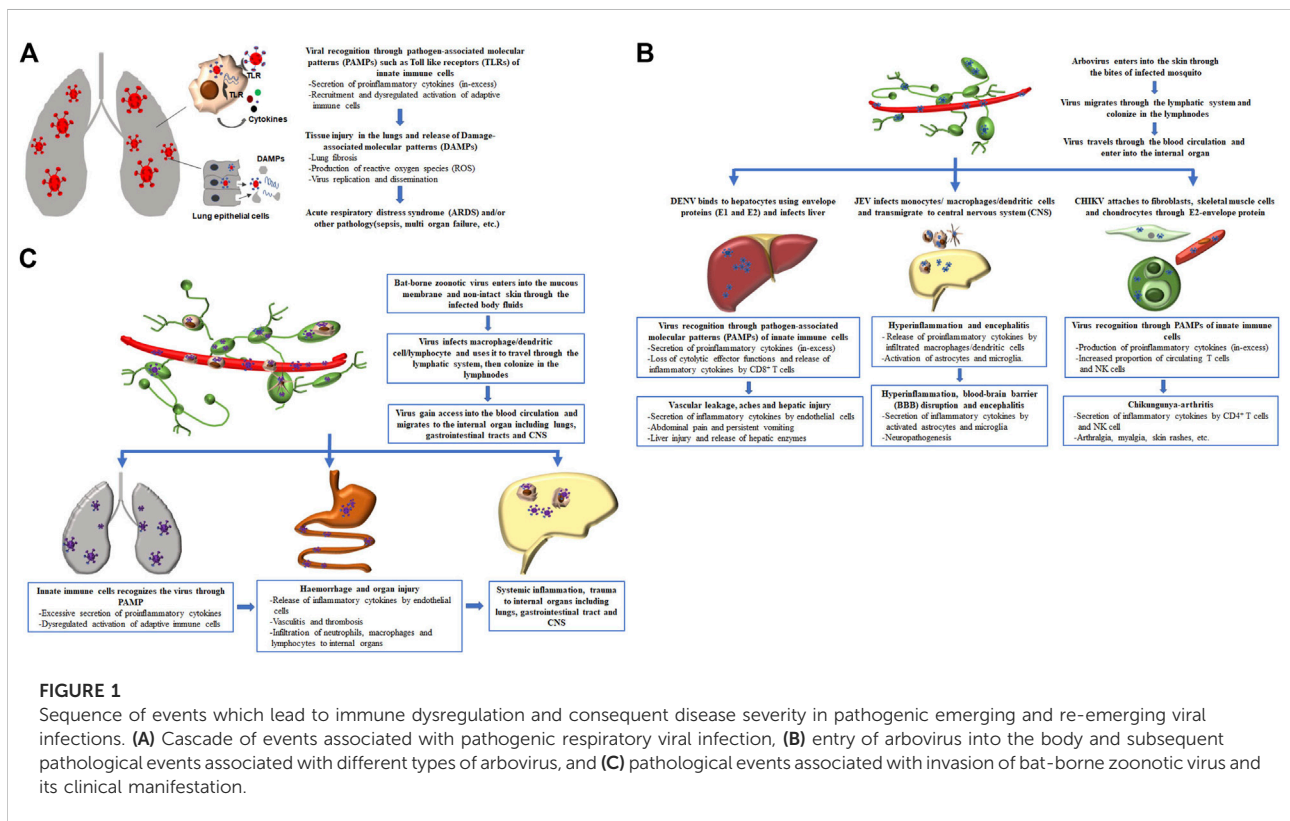 A
TLR
TLR
Cytokines
DAMPs
Lung epithelial cells
Viral recognition through pathogen-associated molecular
patterns (PAMPs) such as Toll like receptors (TLRs) of
innate immune cells
-Secretion of proinflammatory cytokines (in-excess)
-Recruitment and dysregulated activation of adaptive
immune cells
Tissue injury in the lungs and release of Damage-
associated molecular patterns (DAMPs)
-Lung fibrosis
-Production of reactive oxygen species (ROS)
-Virus replication and dissemination
Acute respiratory distress syndrome (ARDS) and/or
other pathology(sepsis, multi organ failure, etc.)
B
Arbovirus enters into the skin through
the bites of infected mosquito
Virus migrates through the lymphatic system and
colonize in the lymphnodes
Virus travels through the blood circulation and
enter into the internal organ
DENV binds to hepatocytes using envelope
proteins (E1 and E2) and infects liver
JEV infects monocytes/ macrophages/dendritic cells
and transmigrate to central nervous system (CNS)
CHIKV attaches to fibroblasts, skeletal muscle cells
and chondrocytes through E2-envelope protein
Virus recognition through pathogen-associated
molecular patterns (PAMPs) of innate immune cells
-Secretion of proinflammatory cytokines (in-excess)
-Loss of cytolytic effector functions and release of
inflammatory cytokines by CD8+ T cells
Hyperinflammation and encephalitis
-Release of proinflammatory cytokines by
infiltrated macrophages/dendritic cells
-Activation of astrocytes and microglia.
Virus recognition through PAMPs of innate immune
cells
-Production of proinflammatory cytokines (in-excess)
-Increased proportion of circulating T cells
and NK cells
Vascular leakage, aches and hepatic injury
-Secretion of inflammatory cytokines by endothelial cells
-Abdominal pain and persistent vomiting
-Liver injury and release of hepatic enzymes
Hyperinflammation, blood-brain barrier
(BBB) disruption and encephalitis
-Secretion of inflammatory cytokines by
activated astrocytes and microglia
-Neuropathogenesis
Chikungunya-arthritis
-Secretion of inflammatory cytokines by CD4+ T cells
and NK cell
-Arthralgia, myalgia, skin rashes, etc.
C
Bat-borne zoonotic virus enters into the mucous
membrane and non-intact skin through the
infected body fluids
Virus infects macrophage/dendritic
cell/lymphocyte and uses it to travel through the
lymphatic system, then colonize in the
lymphnodes
Virus gain access into the blood circulation and
migrates to the internal organ including lungs,
gastrointestinal tracts and CNS
Innate immune cells recognizes the virus through
PAMP
-Excessive secretion of proinflammatory cytokines
-Dysregulated activation of adaptive immune cells
Haemorrhage and organ injury
-Release of inflammatory cytokines by endothelial
cells
-Vasculitis and thrombosis
-Infiltration of neutrophils, macrophages and
lymphocytes to internal organs
Systemic inflammation, trauma
to internal organs including
lungs, gastrointestinal tract and
CNS
FIGURE 1
Sequence of events which lead to immune dysregulation and consequent disease severity in pathogenic emerging and re-emerging viral
infections. (A) Cascade of events associated with pathogenic respiratory viral infection, (B) entry of arbovirus into the body and subsequent
pathological events associated with different types of arbovirus, and (C) pathological events associated with invasion of bat-borne zoonotic virus and
its clinical manifestation.